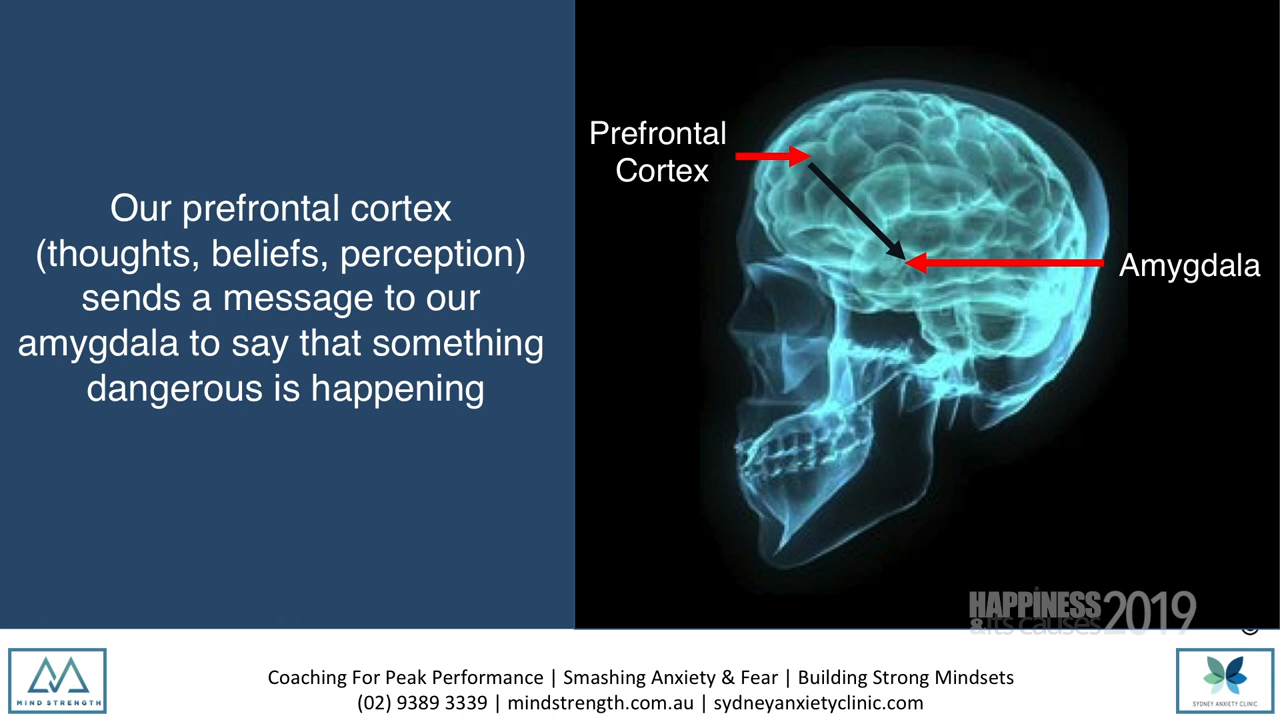 Our prefrontal cortex
(thoughts, beliefs, perception)
sends a message to our
amygdala to say that something
dangerous is happening
Prefrontal
Cortex
Amygdala
HAPPINESS
&its causes 2019
©
MIND STRENGTH
Coaching For Peak Performance | Smashing Anxiety & Fear | Building Strong Mindsets
(02) 9389 3339 | mindstrength.com.au | sydneyanxietyclinic.com
SYDNEY ANXIETY CLINIC